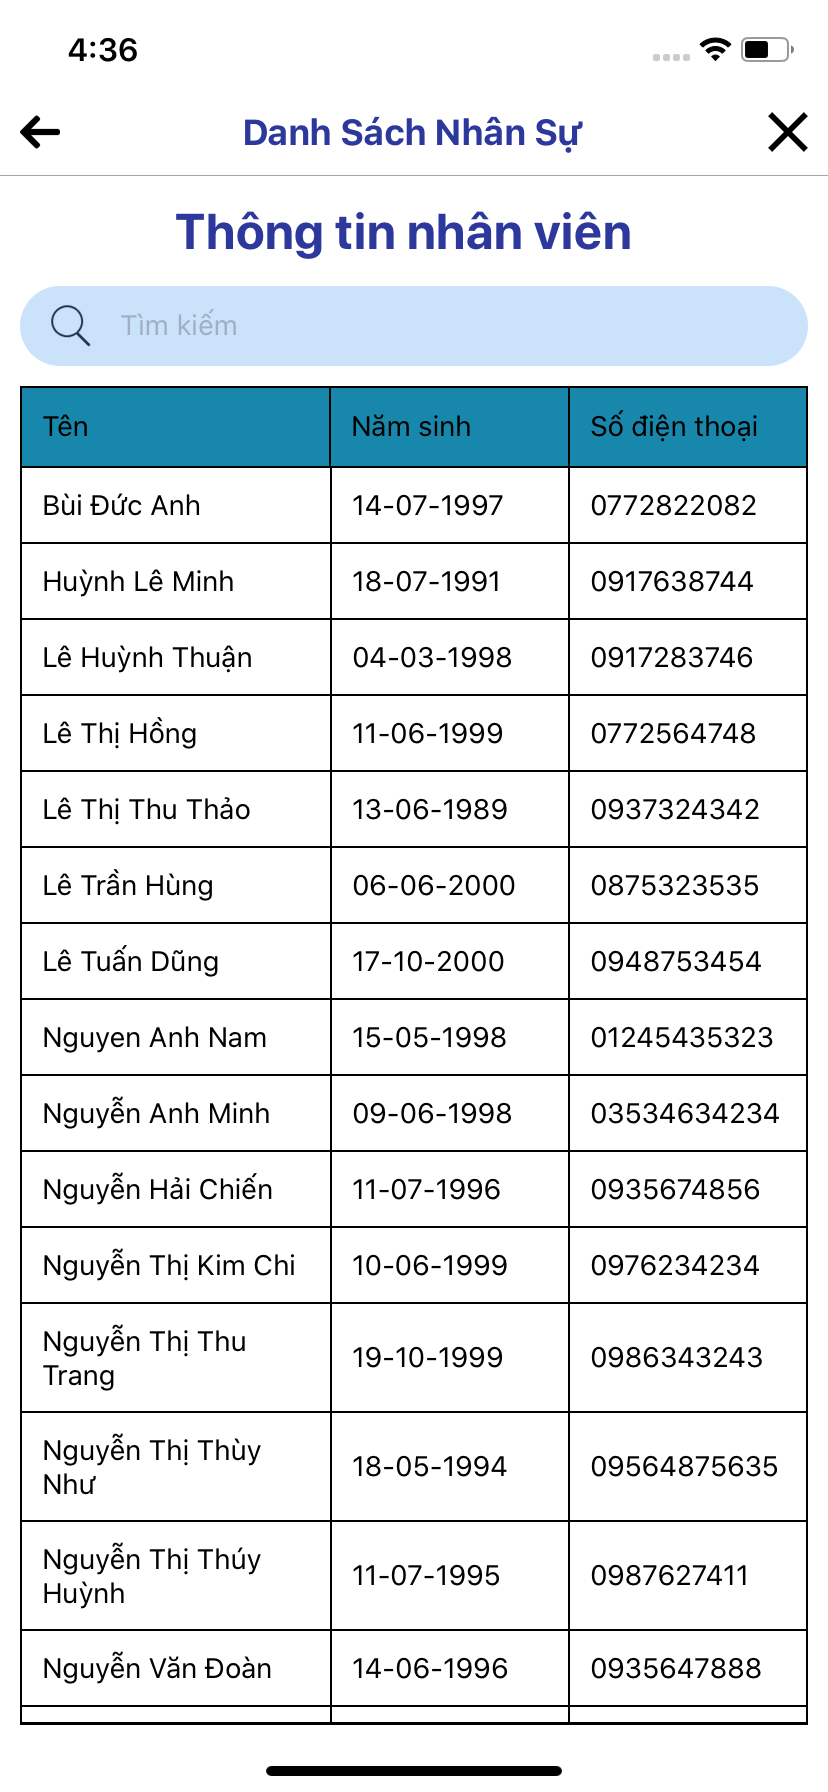 4:36
Danh Sách Nhân Sự
Thông tin nhân viên
Tìm kiếm
Tên Năm sinh Số điện thoại
Bùi Đức Anh 14-07-1997 0772822082
Huỳnh Lê Minh 18-07-1991 0917638744
Lê Huỳnh Thuận 04-03-1998 0917283746
Lê Thị Hồng 11-06-1999 0772564748
Lê Thị Thu Thảo 13-06-1989 0937324342
Lê Trần Hùng 06-06-2000 0875323535
Lê Tuấn Dũng 17-10-2000 0948753454
Nguyen Anh Nam 15-05-1998 01245435323
Nguyễn Anh Minh 09-06-1998 03534634234
Nguyễn Hải Chiến 11-07-1996 0935674856
Nguyễn Thị Kim Chi 10-06-1999 0976234234
Nguyễn Thị Thu
Trang 19-10-1999 0986343243
Nguyễn Thị Thùy
Như 18-05-1994 09564875635
Nguyễn Thị Thúy
Huỳnh 11-07-1995 0987627411
Nguyễn Văn Đoàn 14-06-1996 0935647888